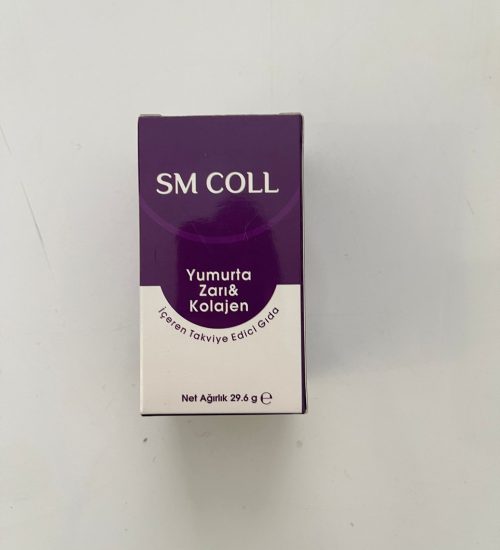 SM COLL
Yumurta
Zarı&
Kolajen
İçeren Takviye Edici Gıda
Net Ağırlık 29.6 g ℮